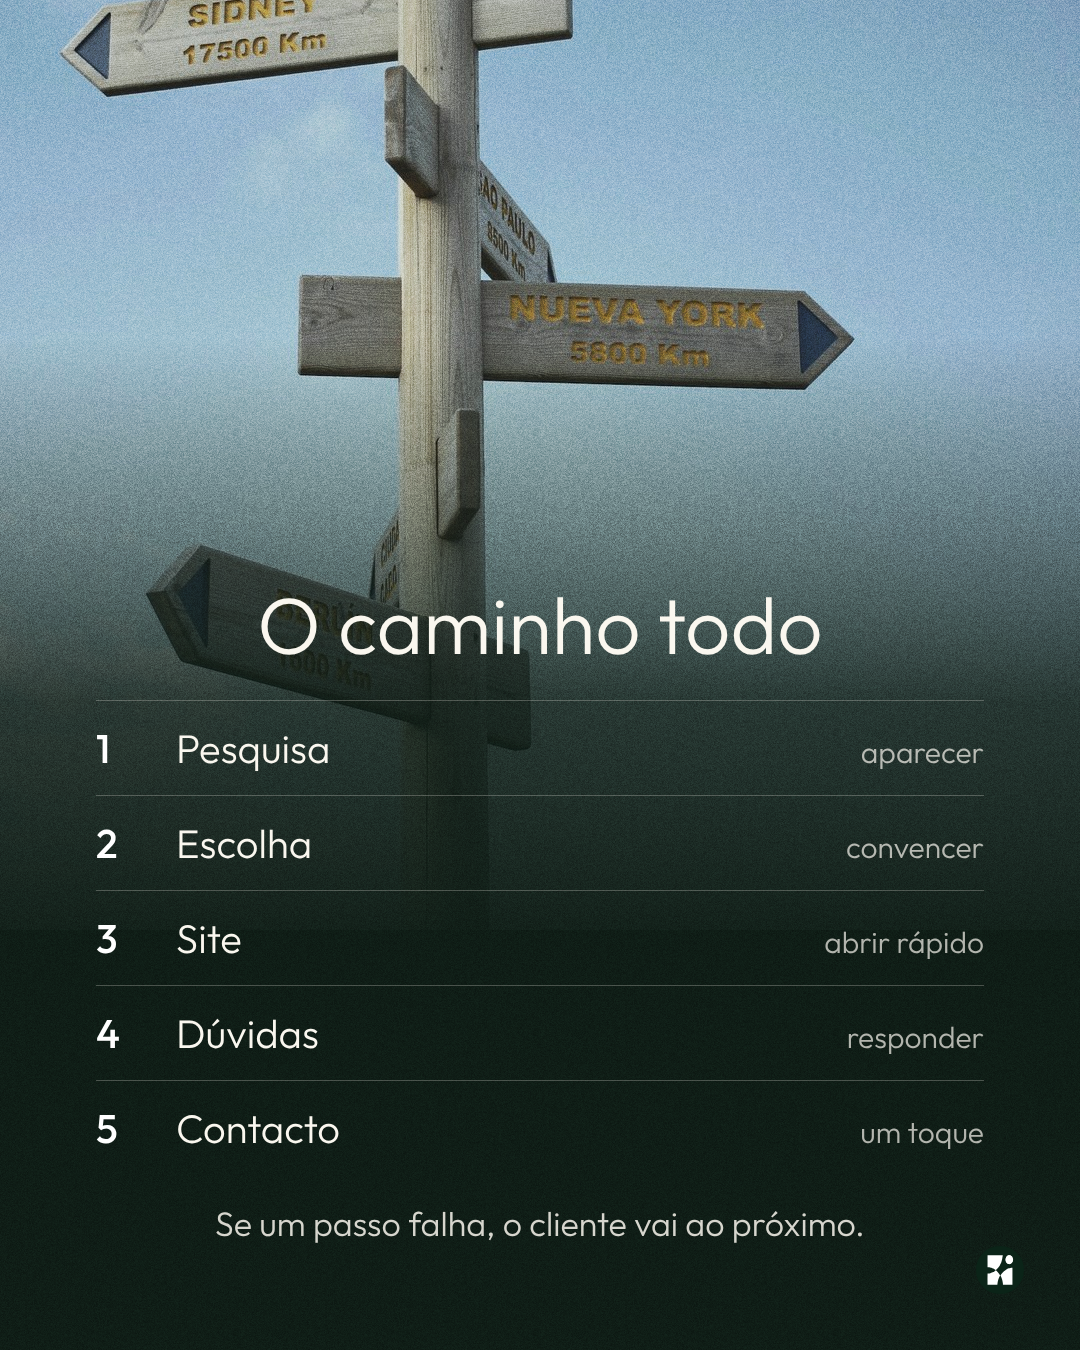 SIDNEY
17500 Km
SAO PAULO
8500 Km
NUEVA YORK
5800 Km
O caminho todo
1 Pesquisa aparecer
2 Escolha convencer
3 Site abrir rápido
4 Dúvidas responder
5 Contacto um toque
Se um passo falha, o cliente vai ao próximo.